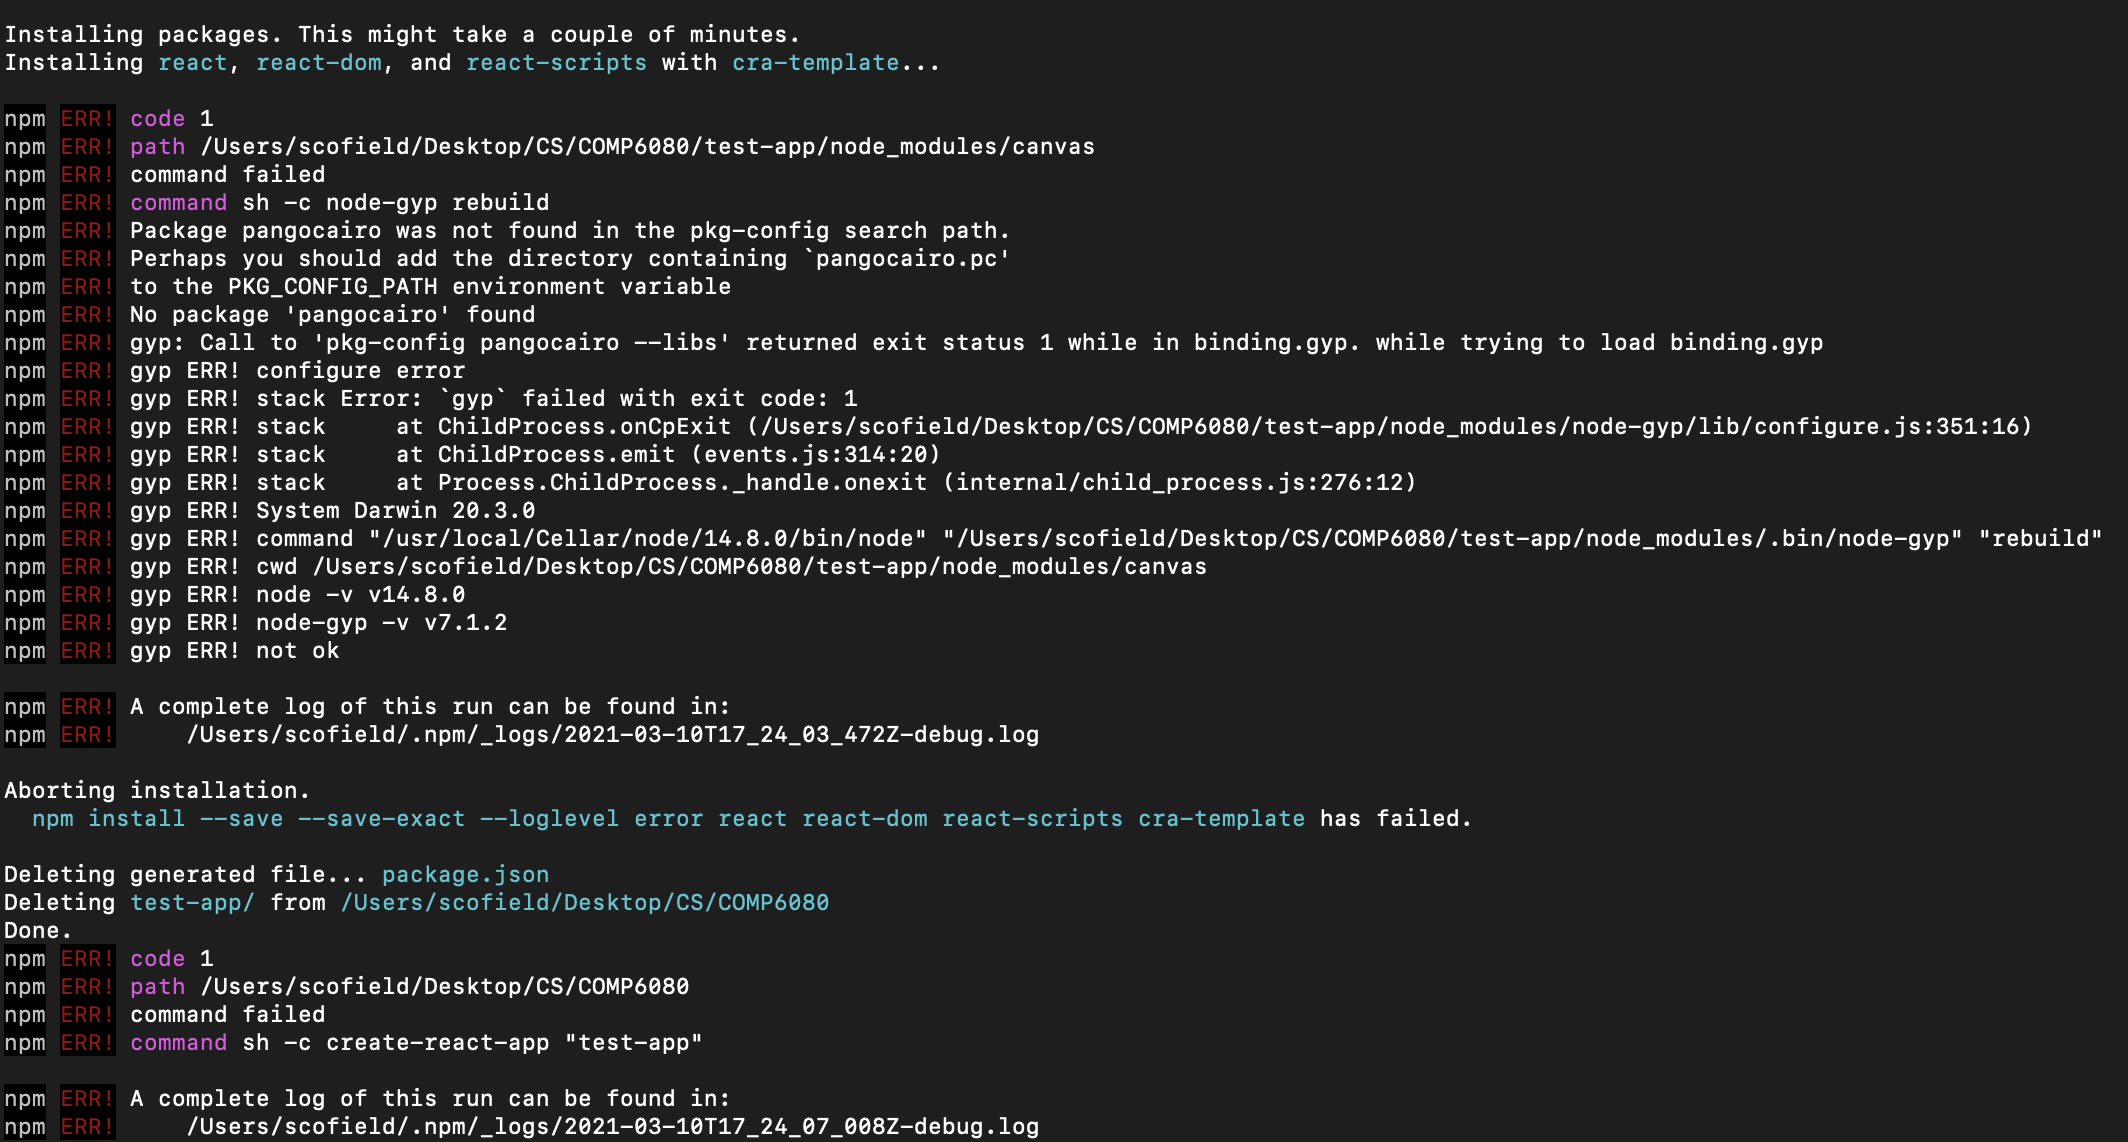 Installing packages. This might take a couple of minutes.
Installing react, react-dom, and react-scripts with cra-template...
npm ERR! code 1
npm ERR! path /Users/scofield/Desktop/CS/COMP6080/test-app/node_modules/canvas
npm ERR! command failed
npm ERR! command sh -c node-gyp rebuild
npm ERR! Package pangocairo was not found in the pkg-config search path.
npm ERR! Perhaps you should add the directory containing `pangocairo.pc'
npm ERR! to the PKG_CONFIG_PATH environment variable
npm ERR! No package 'pangocairo' found
npm ERR! gyp: Call to 'pkg-config pangocairo --libs' returned exit status 1 while in binding.gyp. while trying to load binding.gyp
npm ERR! gyp ERR! configure error
npm ERR! gyp ERR! stack Error: `gyp` failed with exit code: 1
npm ERR! gyp ERR! stack     at ChildProcess.onCpExit (/Users/scofield/Desktop/CS/COMP6080/test-app/node_modules/node-gyp/lib/configure.js:351:16)
npm ERR! gyp ERR! stack     at ChildProcess.emit (events.js:314:20)
npm ERR! gyp ERR! stack     at Process.ChildProcess._handle.onexit (internal/child_process.js:276:12)
npm ERR! gyp ERR! System Darwin 20.3.0
npm ERR! gyp ERR! command "/usr/local/Cellar/node/14.8.0/bin/node" "/Users/scofield/Desktop/CS/COMP6080/test-app/node_modules/.bin/node-gyp" "rebuild"
npm ERR! gyp ERR! cwd /Users/scofield/Desktop/CS/COMP6080/test-app/node_modules/canvas
npm ERR! gyp ERR! node -v v14.8.0
npm ERR! gyp ERR! node-gyp -v v7.1.2
npm ERR! gyp ERR! not ok
npm ERR! A complete log of this run can be found in:
npm ERR!     /Users/scofield/.npm/_logs/2021-03-10T17_24_03_472Z-debug.log
Aborting installation.
  npm install --save --save-exact --loglevel error react react-dom react-scripts cra-template has failed.
Deleting generated file... package.json
Deleting test-app/ from /Users/scofield/Desktop/CS/COMP6080
Done.
npm ERR! code 1
npm ERR! path /Users/scofield/Desktop/CS/COMP6080
npm ERR! command failed
npm ERR! command sh -c create-react-app "test-app"
npm ERR! A complete log of this run can be found in:
npm ERR!     /Users/scofield/.npm/_logs/2021-03-10T17_24_07_008Z-debug.log